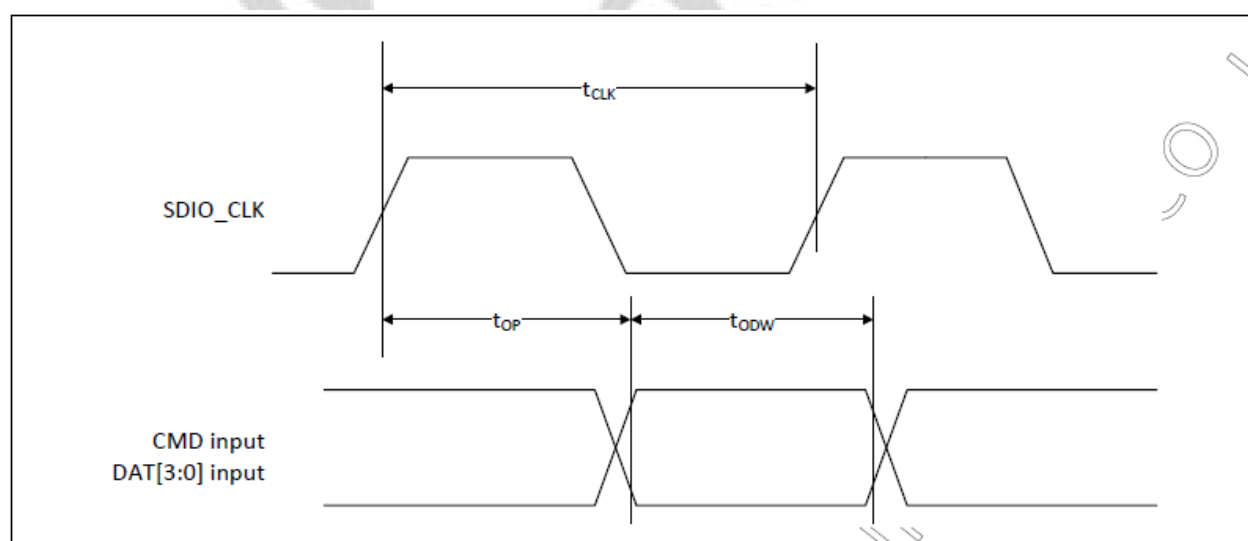 tCLK
SDIO_CLK
tOP
tODW
CMD input
DAT[3:0] input